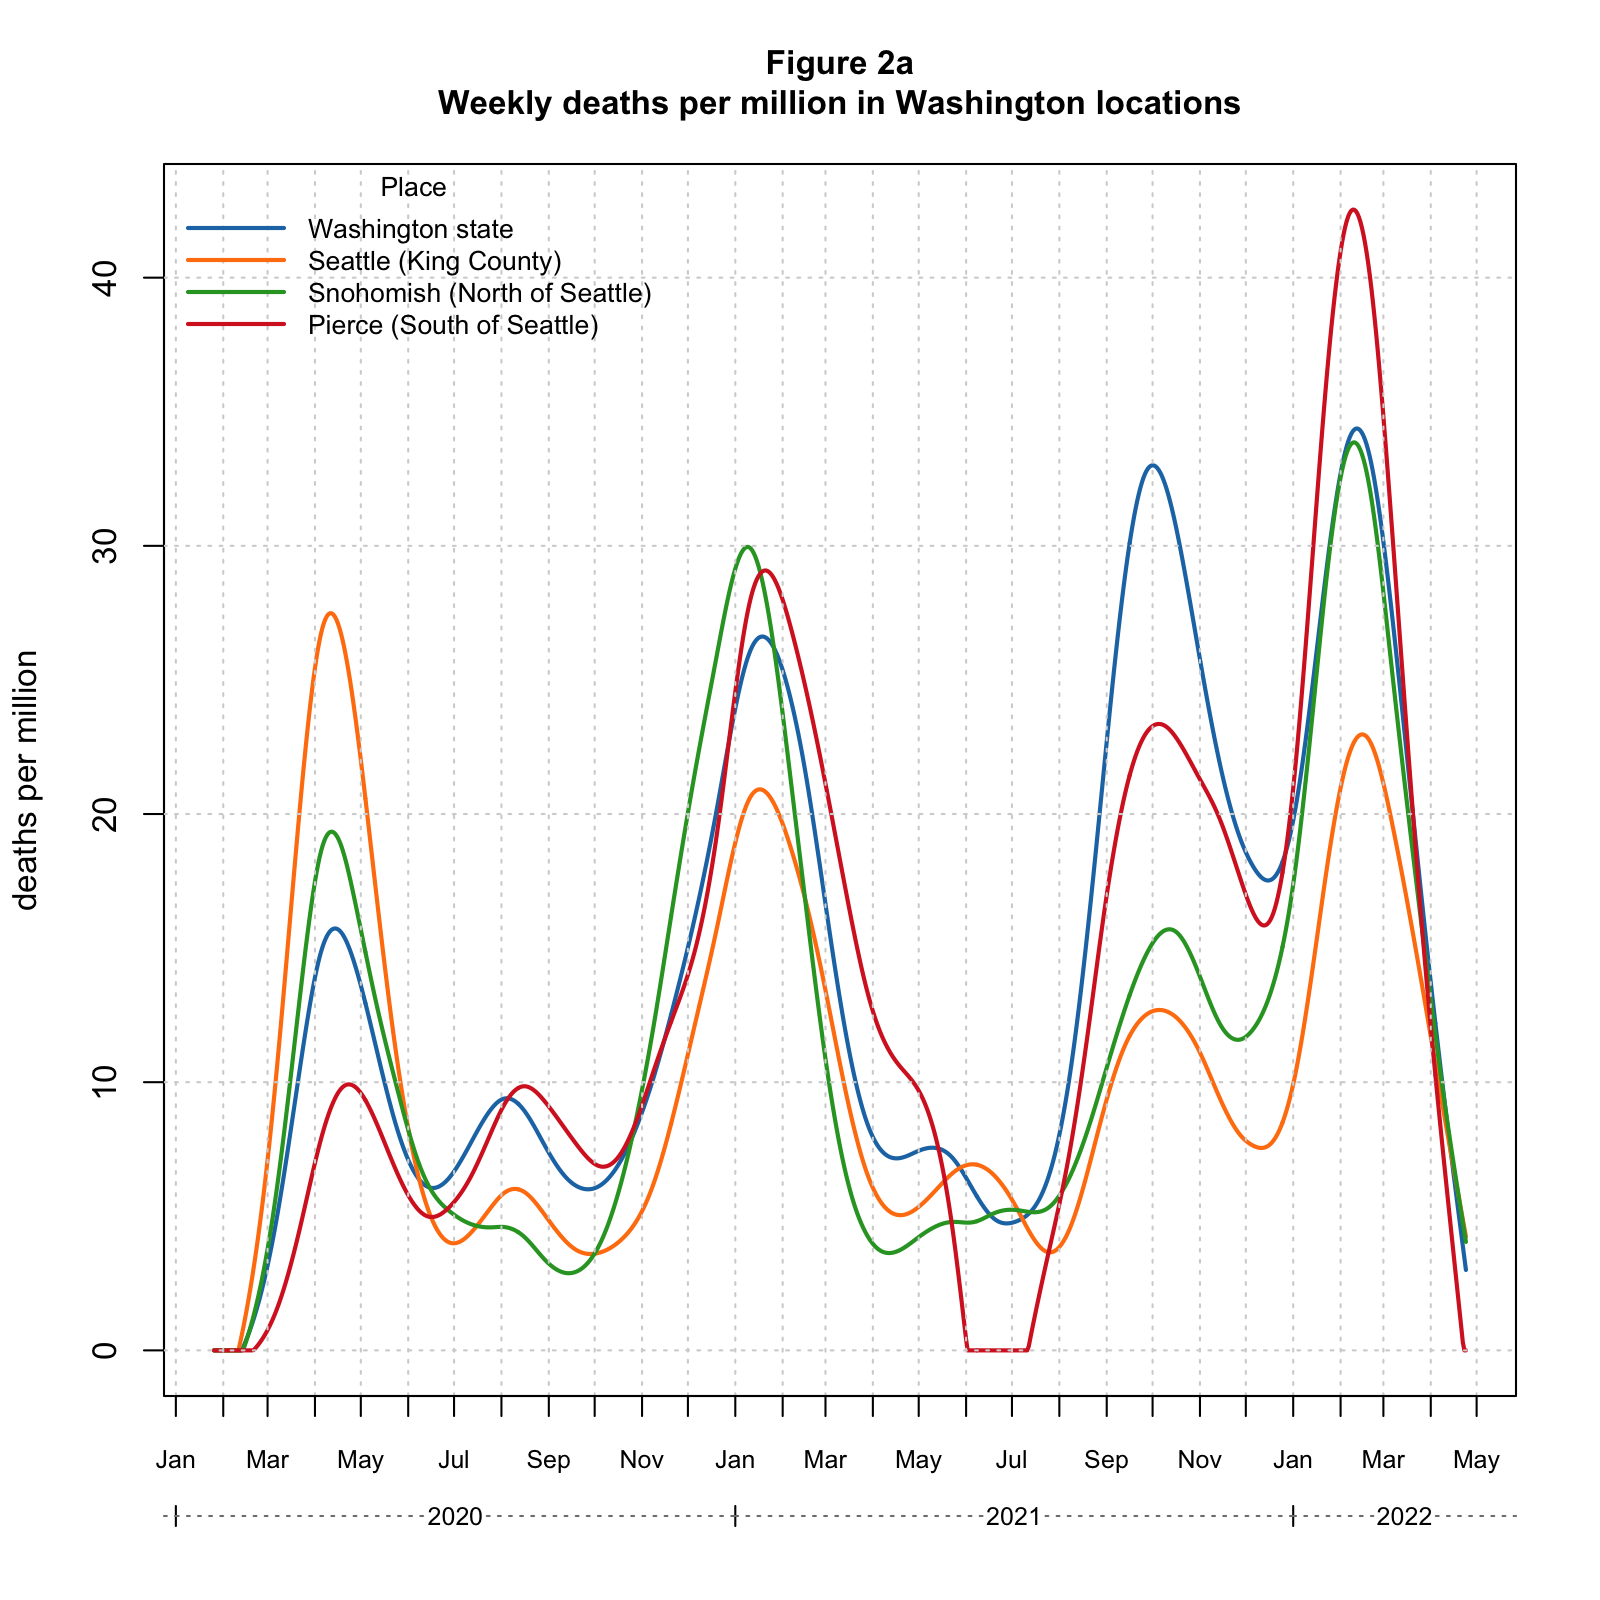 Figure 2a
Weekly deaths per million in Washington locations
Place
Washington state
Seattle (King County)
Snohomish (North of Seattle)
Pierce (South of Seattle)
deaths per million
40
30
20
10
0
Jan Mar May Jul Sep Nov Jan Mar May Jul Sep Nov Jan Mar May
2020 2021 2022